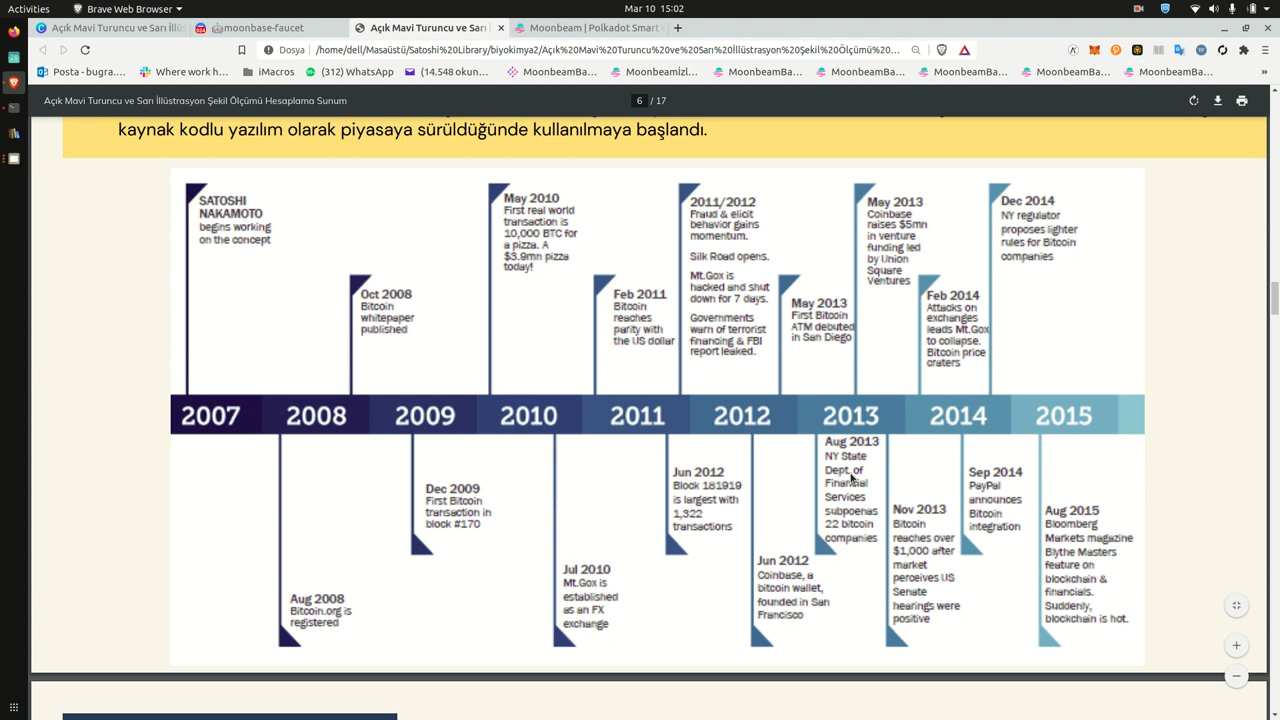 Activities
Brave Web Browser
Mar 10 15:02
Açık Mavi Turuncu ve Sarı İllüs
moonbase-faucet
Açık Mavi Turuncu ve Sarı
Moonbeam | Polkadot Smart
Dosya
/home/dell/Masaüstü/Satoshi%20Library/biyokimya2/Açık%20Mavi%20Turuncu%20ve%20Sarı%20İllüstrasyon%20Şekil%20Ölçümü%20...
Posta - bugra....
Where work h...
iMacros
(312) WhatsApp
(14.548 okun...
MoonbeamBa...
Moonbeamİzl...
MoonbeamBa...
MoonbeamBa...
MoonbeamBa...
MoonbeamBa...
MoonbeamBa...
Açık Mavi Turuncu ve Sarı İllüstrasyon Şekil Ölçümü Hesaplama Sunum
6 / 17
kaynak kodlu yazılım olarak piyasaya sürüldüğünde kullanılmaya başlandı.
SATOSHI
NAKAMOTO
begins working
on the concept
Oct 2008
Bitcoin
whitepaper
published
May 2010
First real world
transaction is
10,000 BTC for
a pizza. A
$3.9mn pizza
today!
Feb 2011
Bitcoin
reaches
parity with
the US dollar
2011/2012
Fraud & elicit
behavior gains
momentum.
Silk Road opens.
Mt.Gox is
hacked and shut
down for 7 days.
Governments
warn of terrorist
financing & FBI
report leaked.
May 2013
First Bitcoin
ATM debuted
in San Diego
May 2013
Coinbase
raises $5mn
in venture
funding led
by Union
Square
Ventures
Feb 2014
Attacks on
exchanges
leads Mt.Gox
to collapse.
Bitcoin price
craters
Dec 2014
NY regulator
proposes lighter
rules for Bitcoin
companies
2007 2008 2009 2010 2011 2012 2013 2014 2015
Aug 2008
Bitcoin.org is
registered
Dec 2009
First Bitcoin
transaction in
block #170
Jul 2010
Mt.Gox is
established
as an FX
exchange
Jun 2012
Block 181919
is largest with
1,322
transactions
Jun 2012
Coinbase, a
bitcoin wallet,
founded in San
Francisco
Aug 2013
NY State
Dept. of
Financial
Services
subpoenas
22 bitcoin
companies
Nov 2013
Bitcoin
reaches over
$1,000 after
market
perceives US
Senate
hearings were
positive
Sep 2014
PayPal
announces
Bitcoin
integration
Aug 2015
Bloomberg
Markets magazine
Blythe Masters
feature on
blockchain &
financials.
Suddenly,
blockchain is hot.